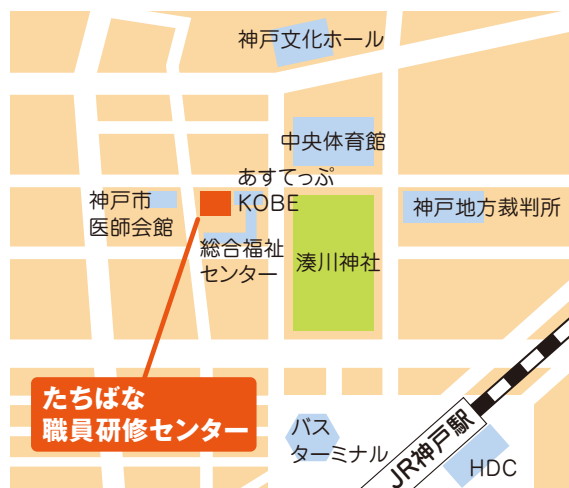 神戸文化ホール
中央体育館
あすてっぷ
KOBE
神戸市
医師会館
神戸地方裁判所
総合福祉
センター
湊川神社
たちばな
職員研修センター
バス
ターミナル
JR神戸駅
HDC